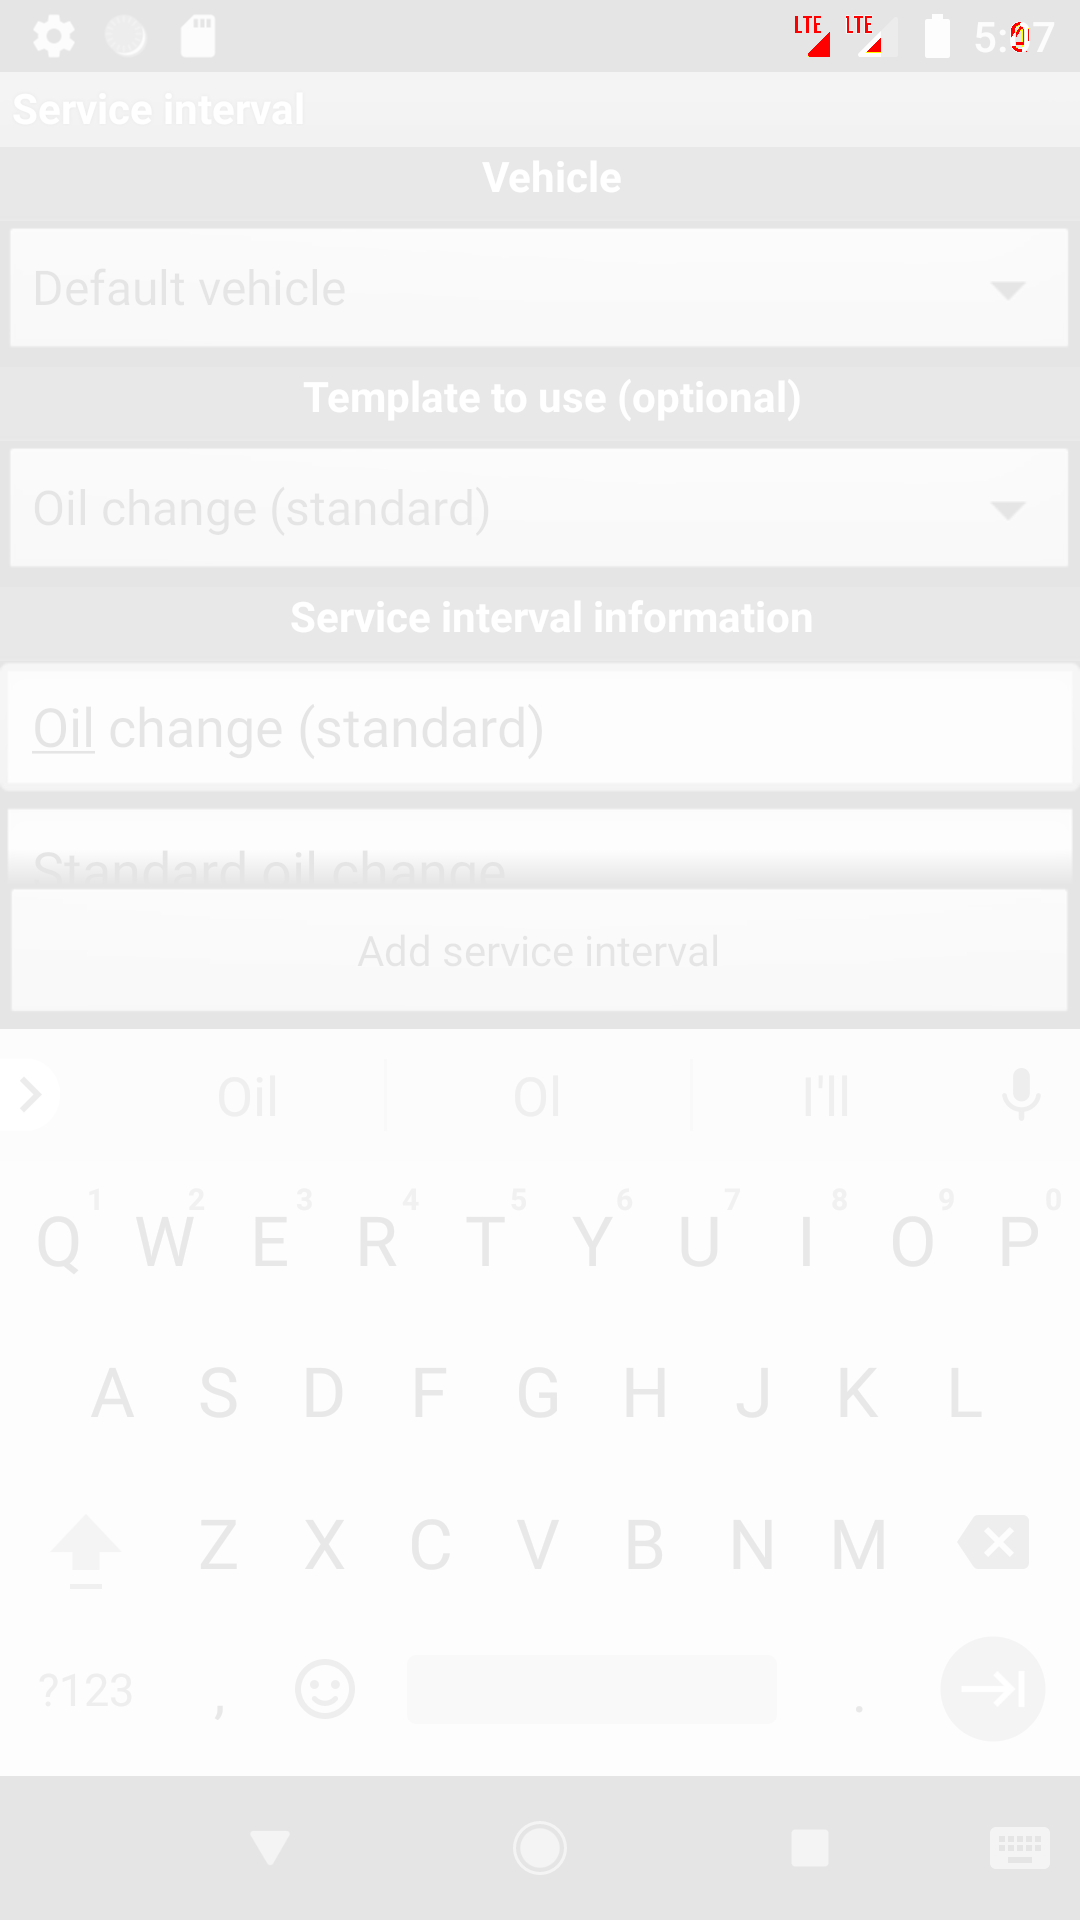 LTE LTE
Service interval
Vehicle
Default vehicle
Template to use (optional)
Oil change (standard)
Service interval information
Oil change (standard)
Standard oil change
Add service interval
Oil Ol I'll
1 2 3 4 5 6 7 8 9 0
Q W E R T Y U I O P
A S D F G H J K L
Z X C V B N M
?123 , .